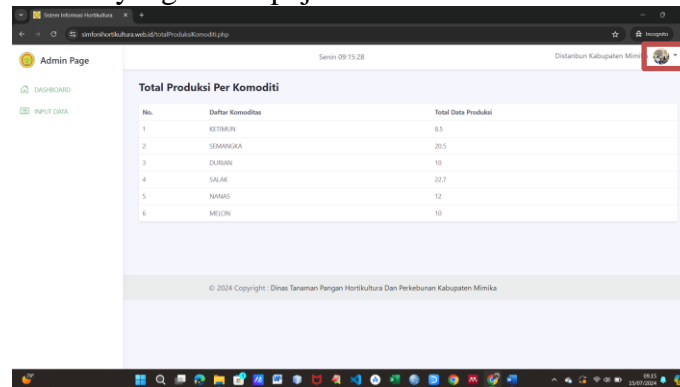 Sistem Informasi Hortikultura
simfonihortikultura.web.id/totalProduksiKomoditi.php
Incognito
Admin Page
Senin 09:15:28
Distanbun Kabupaten Mimika
DASHBOARD
INPUT DATA
Total Produksi Per Komoditi
No. Daftar Komoditas Total Data Produksi
1 KETIMUN 8.5
2 SEMANGKA 20.5
3 DURIAN 10
4 SALAK 22.7
5 NANAS 12
6 MELON 10
© 2024 Copyright : Dinas Tanaman Pangan Hortikultura Dan Perkebunan Kabupaten Mimika
09:15
15/07/2024